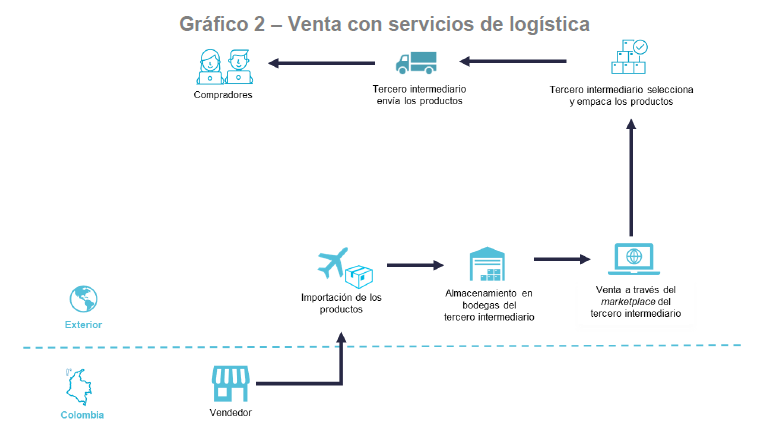 Gráfico 2 – Venta con servicios de logística
Compradores
Tercero intermediario
envía los productos
Tercero intermediario selecciona
y empaca los productos
Importación de los
productos
Almacenamiento en
bodegas del
tercero intermediario
Venta a través del
marketplace del
tercero intermediario
Exterior
Colombia
Vendedor